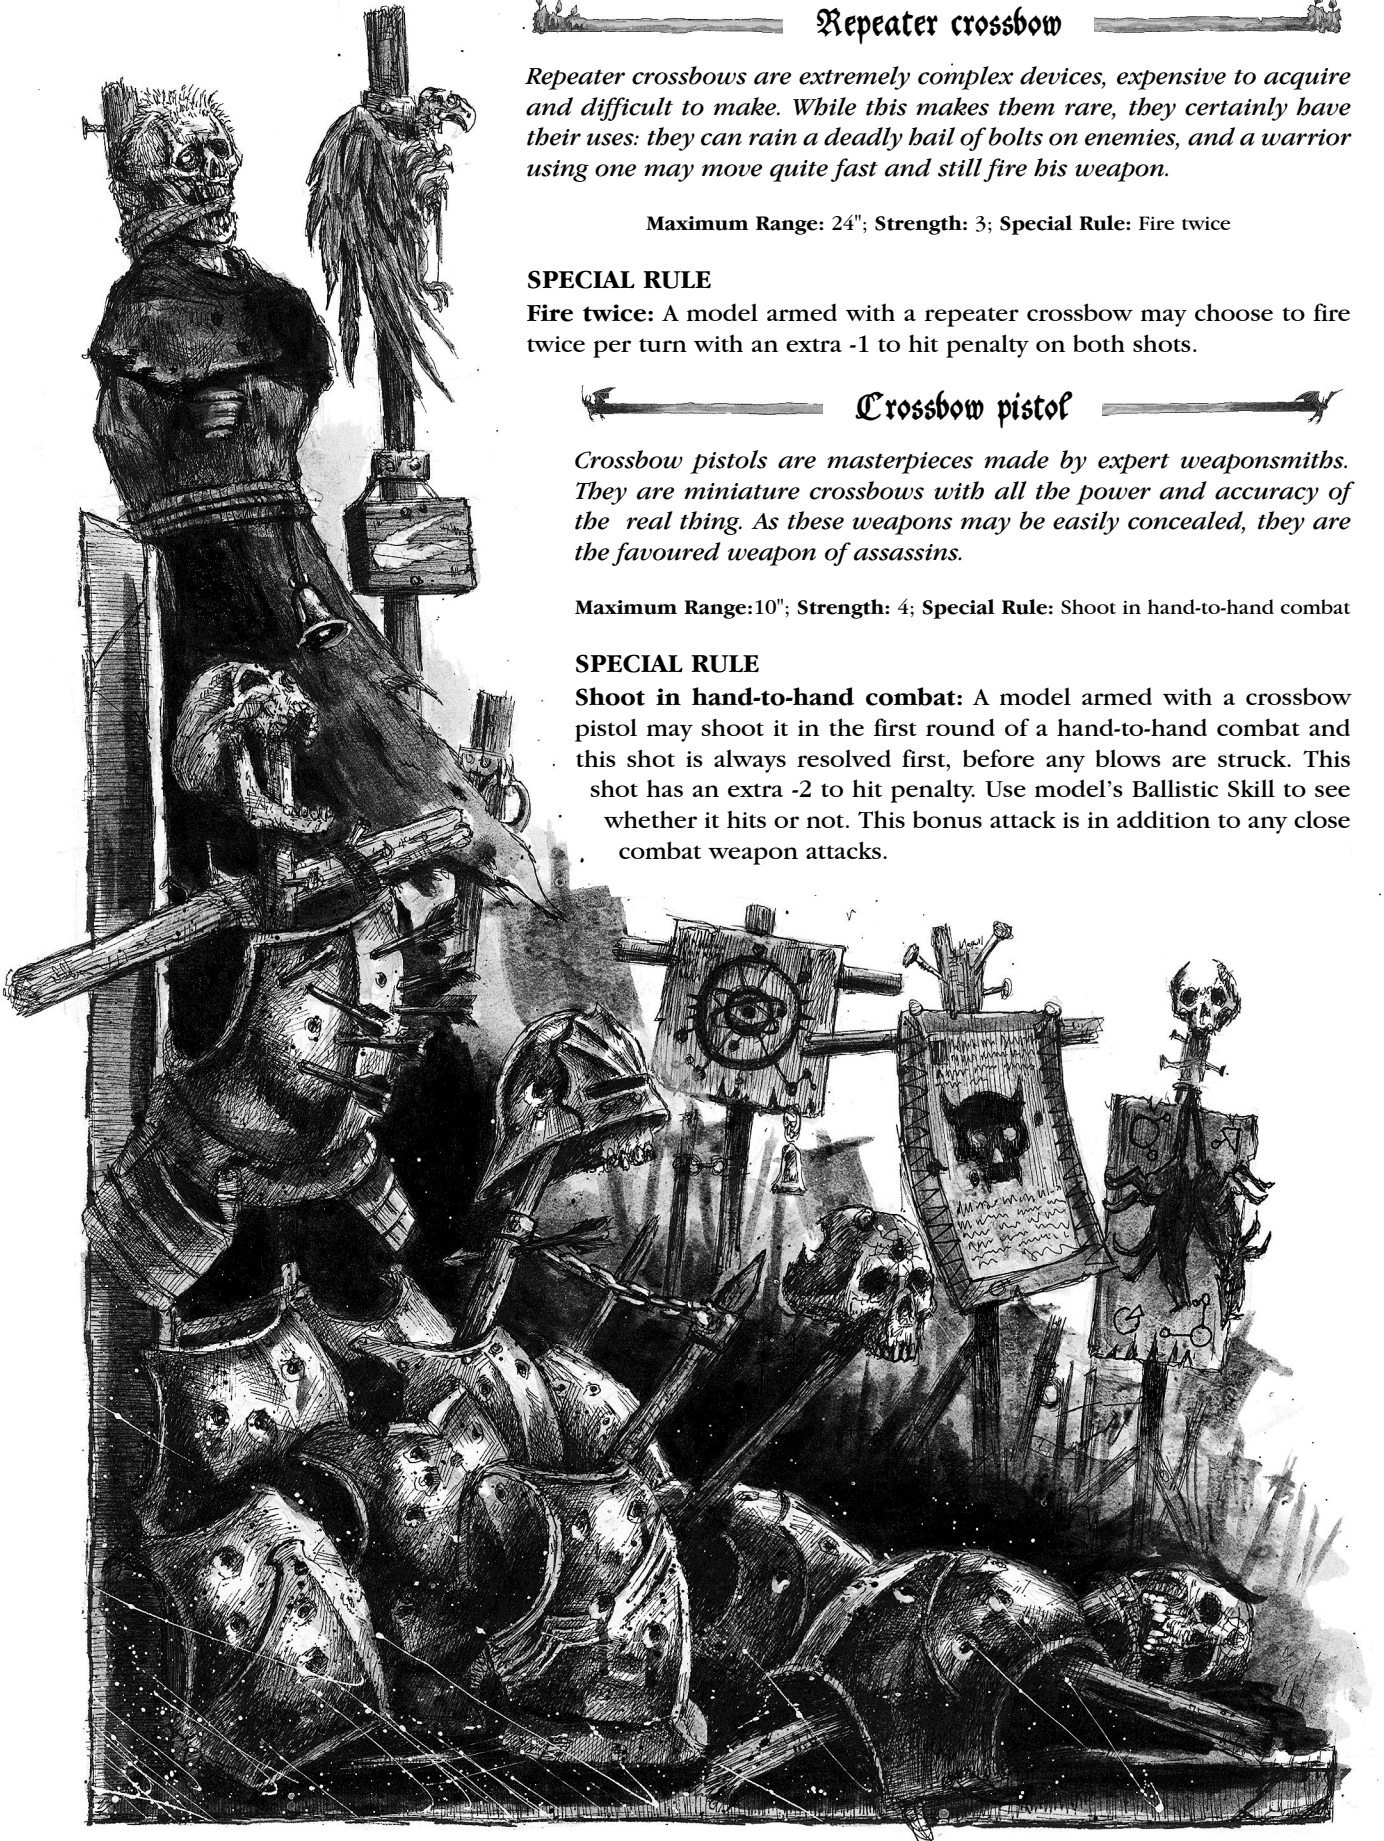 Repeater crossbow
Repeater crossbows are extremely complex devices, expensive to acquire
and difficult to make. While this makes them rare, they certainly have
their uses: they can rain a deadly hail of bolts on enemies, and a warrior
using one may move quite fast and still fire his weapon.
Maximum Range: 24"; Strength: 3; Special Rule: Fire twice
SPECIAL RULE
Fire twice: A model armed with a repeater crossbow may choose to fire
twice per turn with an extra -1 to hit penalty on both shots.
Crossbow pistol
Crossbow pistols are masterpieces made by expert weaponsmiths.
They are miniature crossbows with all the power and accuracy of
the real thing. As these weapons may be easily concealed, they are
the favoured weapon of assassins.
Maximum Range:10"; Strength: 4; Special Rule: Shoot in hand-to-hand combat
SPECIAL RULE
Shoot in hand-to-hand combat: A model armed with a crossbow
pistol may shoot it in the first round of a hand-to-hand combat and
this shot is always resolved first, before any blows are struck. This
shot has an extra -2 to hit penalty. Use model's Ballistic Skill to see
whether it hits or not. This bonus attack is in addition to any close
combat weapon attacks.